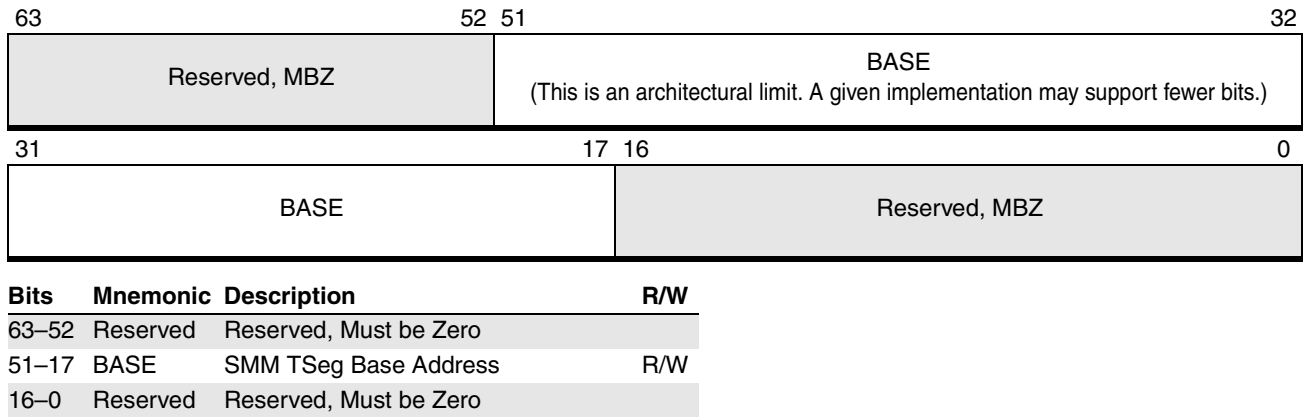 63 52 51 32
Reserved, MBZ
BASE
(This is an architectural limit. A given implementation may support fewer bits.)
31 17 16 0
BASE Reserved, MBZ
Bits Mnemonic Description R/W
63–52 Reserved Reserved, Must be Zero
51–17 BASE SMM TSeg Base Address R/W
16–0 Reserved Reserved, Must be Zero